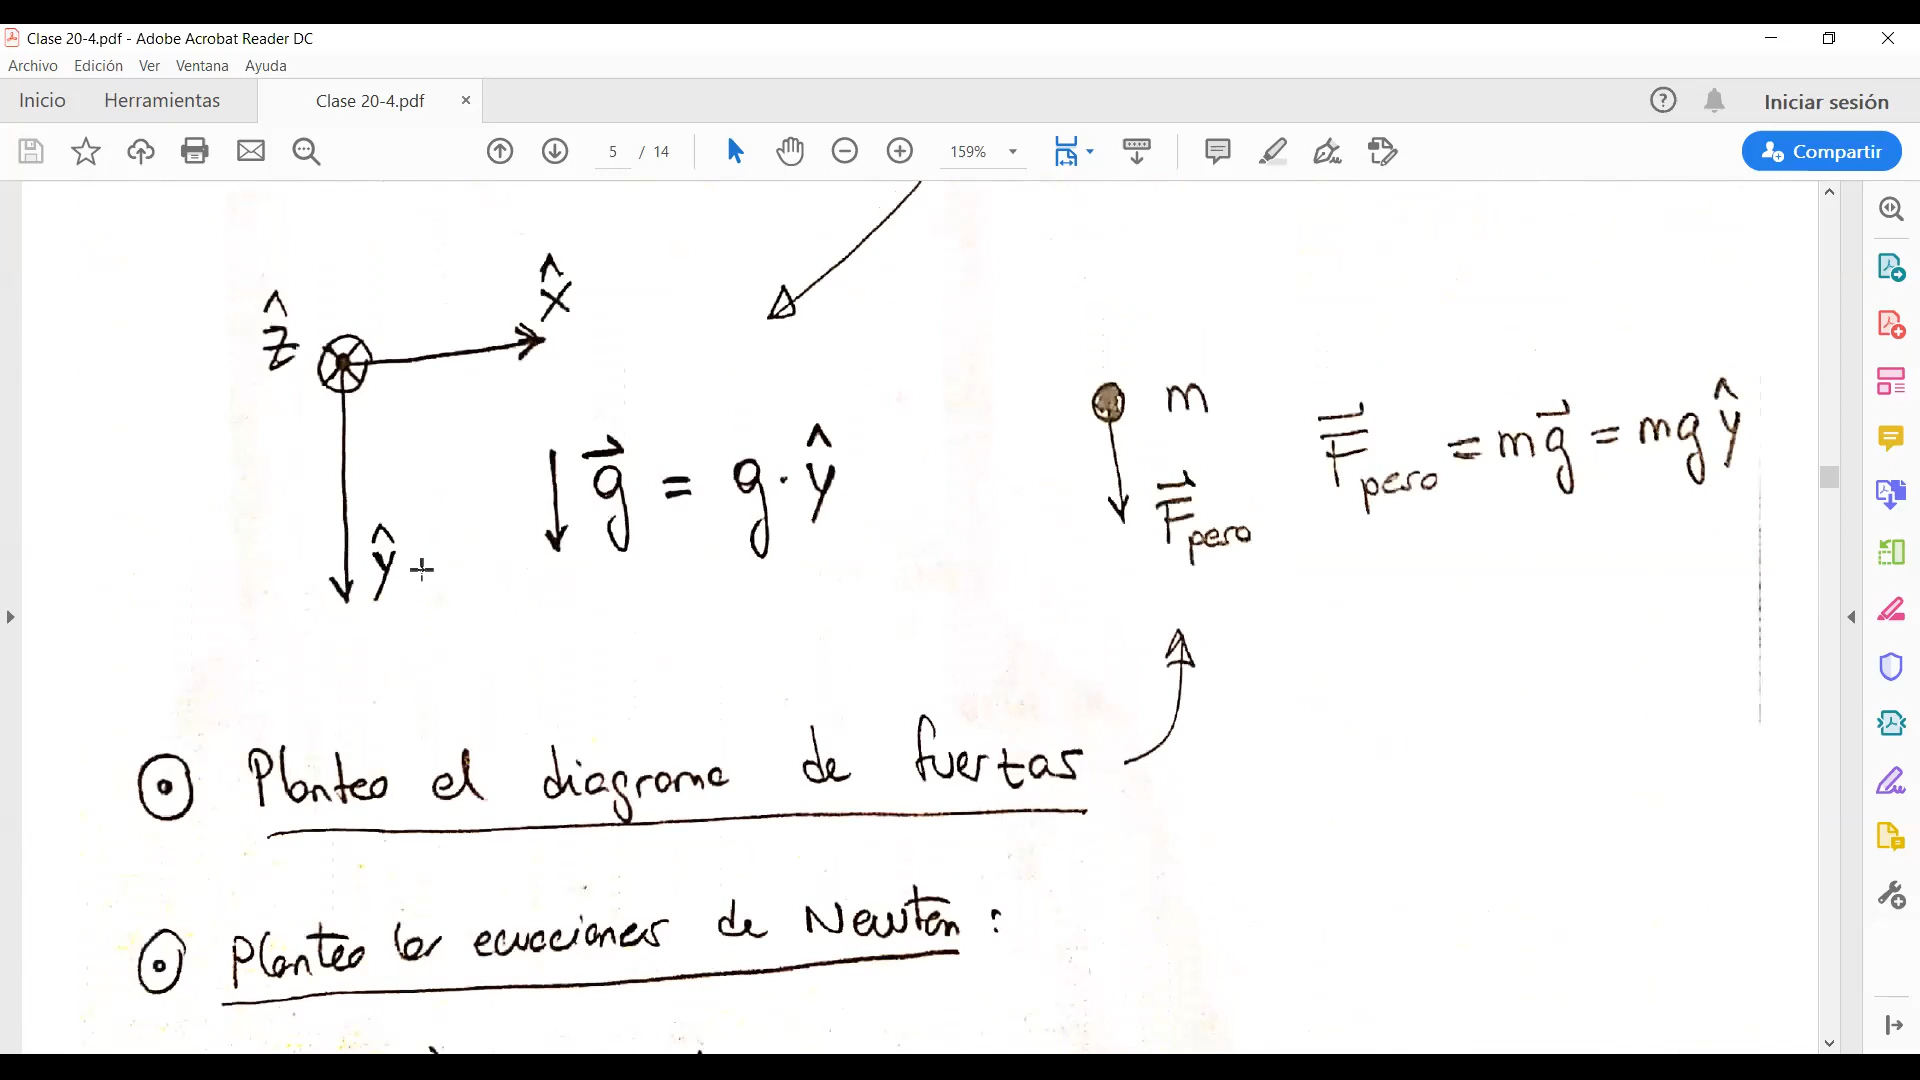 Clase 20-4.pdf - Adobe Acrobat Reader DC
Archivo Edición Ver Ventana Ayuda
Inicio Herramientas Clase 20-4.pdf × Iniciar sesión
5 / 14 159% Compartir
ẑ x̂
m F⃗peso = mg⃗ = mgŷ
g⃗ = g · ŷ
F⃗peso
ŷ
Planteo el diagrama de fuerzas
Planteo las ecuaciones de Newton: